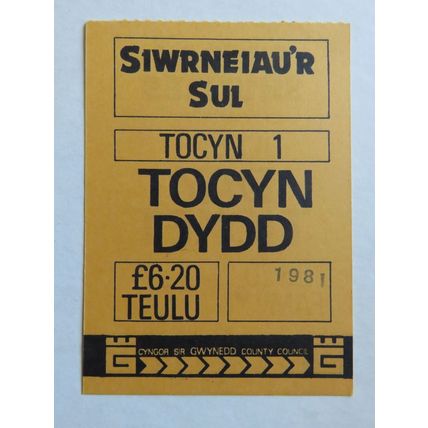 SIWRNEIAU'R
SUL
TOCYN 1
TOCYN
DYDD
£6·20
TEULU
1981
CYNGOR SIR GWYNEDD COUNTY COUNCIL